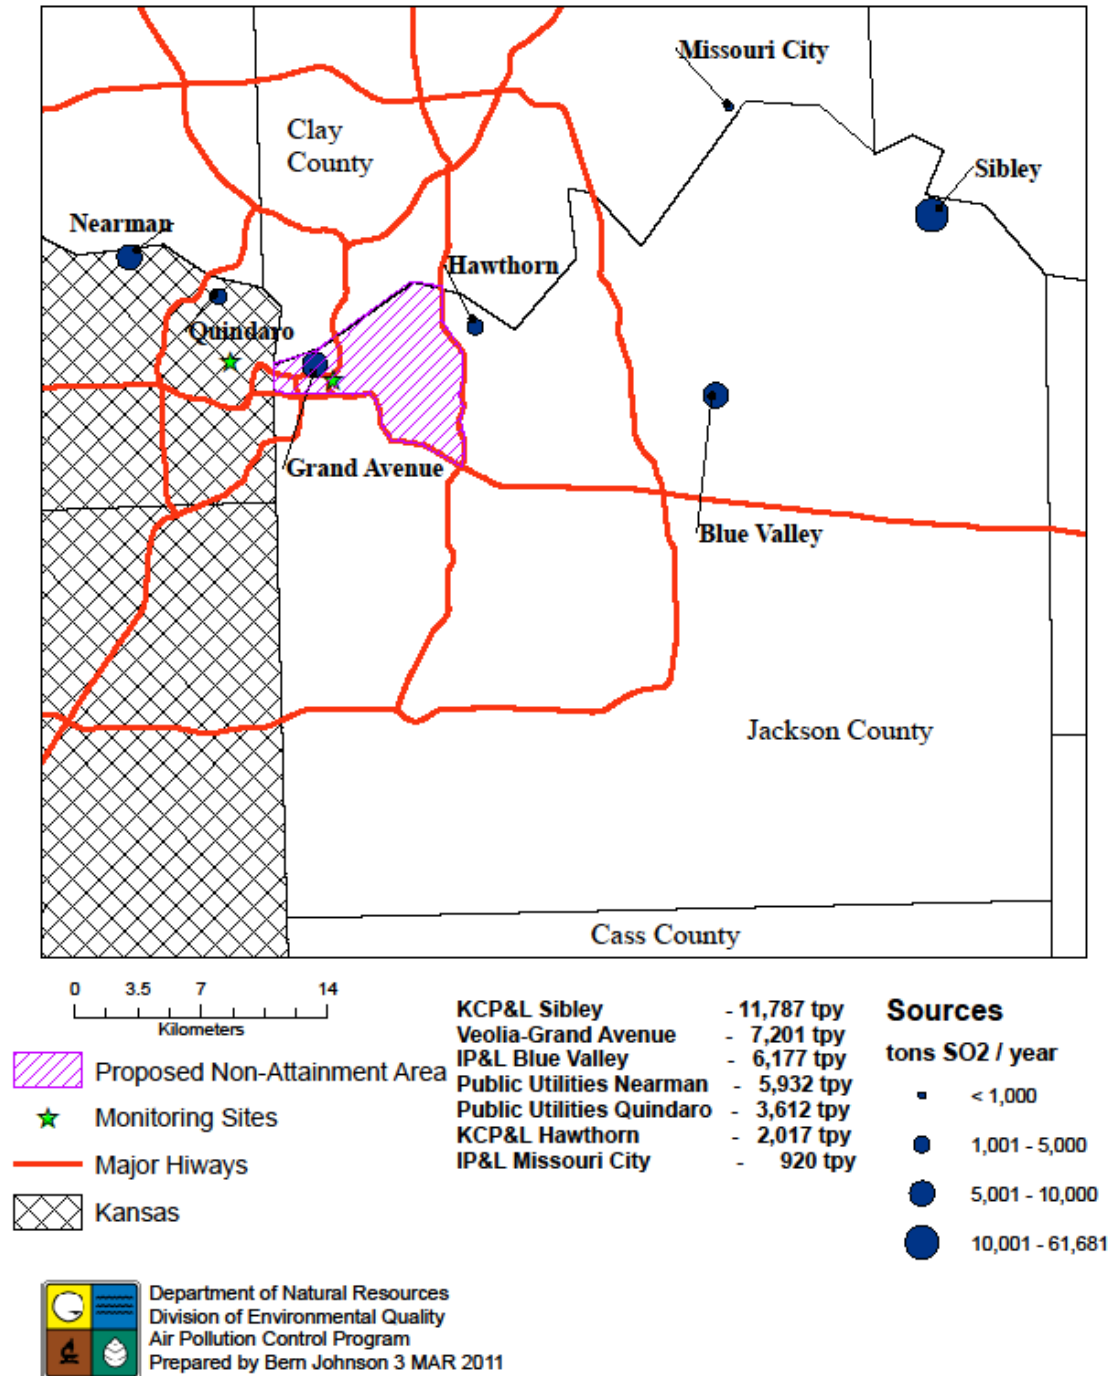 Missouri City
Clay
County
Sibley
Nearman
Hawthorn
Quindaro
Grand Avenue
Blue Valley
Jackson County
Cass County
0 3.5 7 14
Kilometers
Proposed Non-Attainment Area
Monitoring Sites
Major Hiways
Kansas
KCP&L Sibley - 11,787 tpy
Veolia-Grand Avenue - 7,201 tpy
IP&L Blue Valley - 6,177 tpy
Public Utilities Nearman - 5,932 tpy
Public Utilities Quindaro - 3,612 tpy
KCP&L Hawthorn - 2,017 tpy
IP&L Missouri City - 920 tpy
Sources
tons SO2 / year
< 1,000
1,001 - 5,000
5,001 - 10,000
10,001 - 61,681
Department of Natural Resources
Division of Environmental Quality
Air Pollution Control Program
Prepared by Bern Johnson 3 MAR 2011